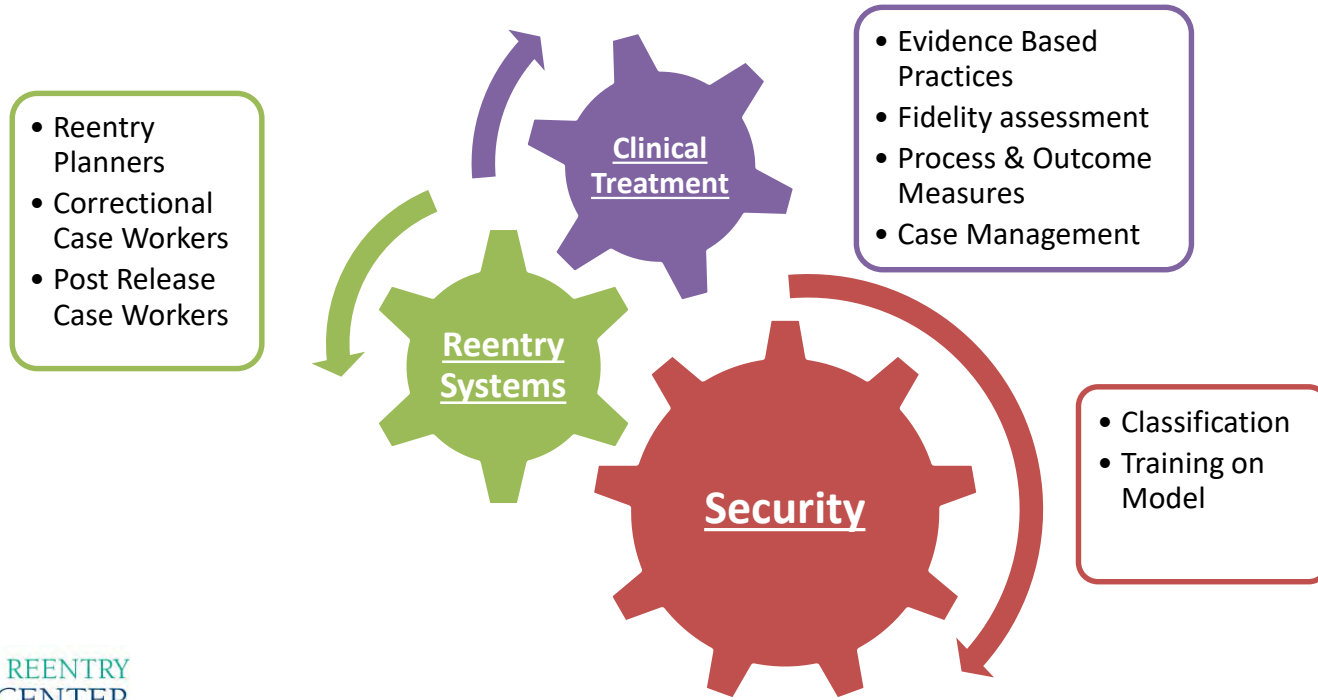 • Reentry
Planners
• Correctional
Case Workers
• Post Release
Case Workers
Clinical
Treatment
• Evidence Based
Practices
• Fidelity assessment
• Process & Outcome
Measures
• Case Management
Reentry
Systems
Security
• Classification
• Training on
Model
REENTRY
CENTER